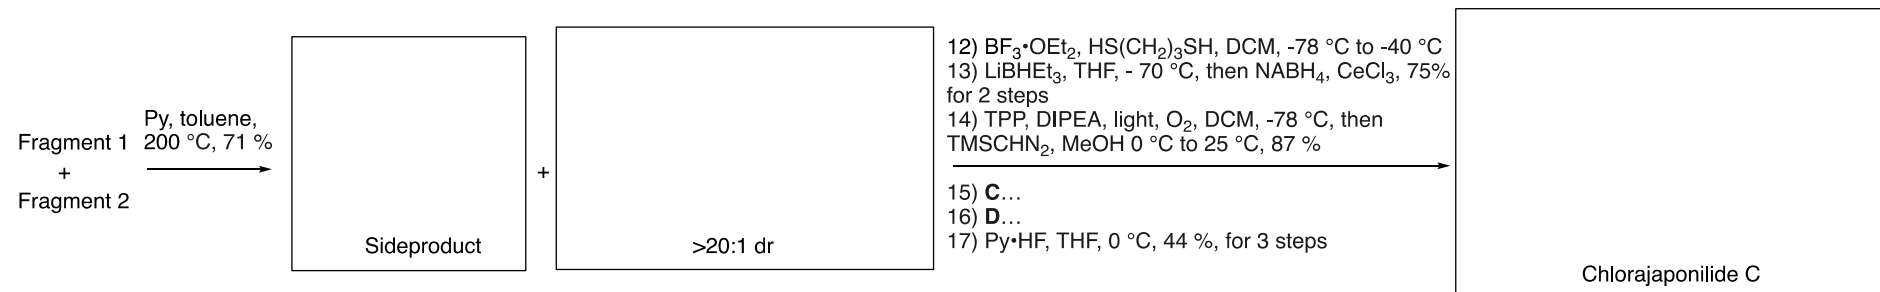 Fragment 1
+
Fragment 2
Py, toluene,
200 °C, 71 %
Sideproduct
+
>20:1 dr
12) BF₃•OEt₂, HS(CH₂)₃SH, DCM, -78 °C to -40 °C
13) LiBHEt₃, THF, - 70 °C, then NABH₄, CeCl₃, 75%
for 2 steps
14) TPP, DIPEA, light, O₂, DCM, -78 °C, then
TMSCHN₂, MeOH 0 °C to 25 °C, 87 %
15) C...
16) D...
17) Py•HF, THF, 0 °C, 44 %, for 3 steps
Chlorajaponilide C